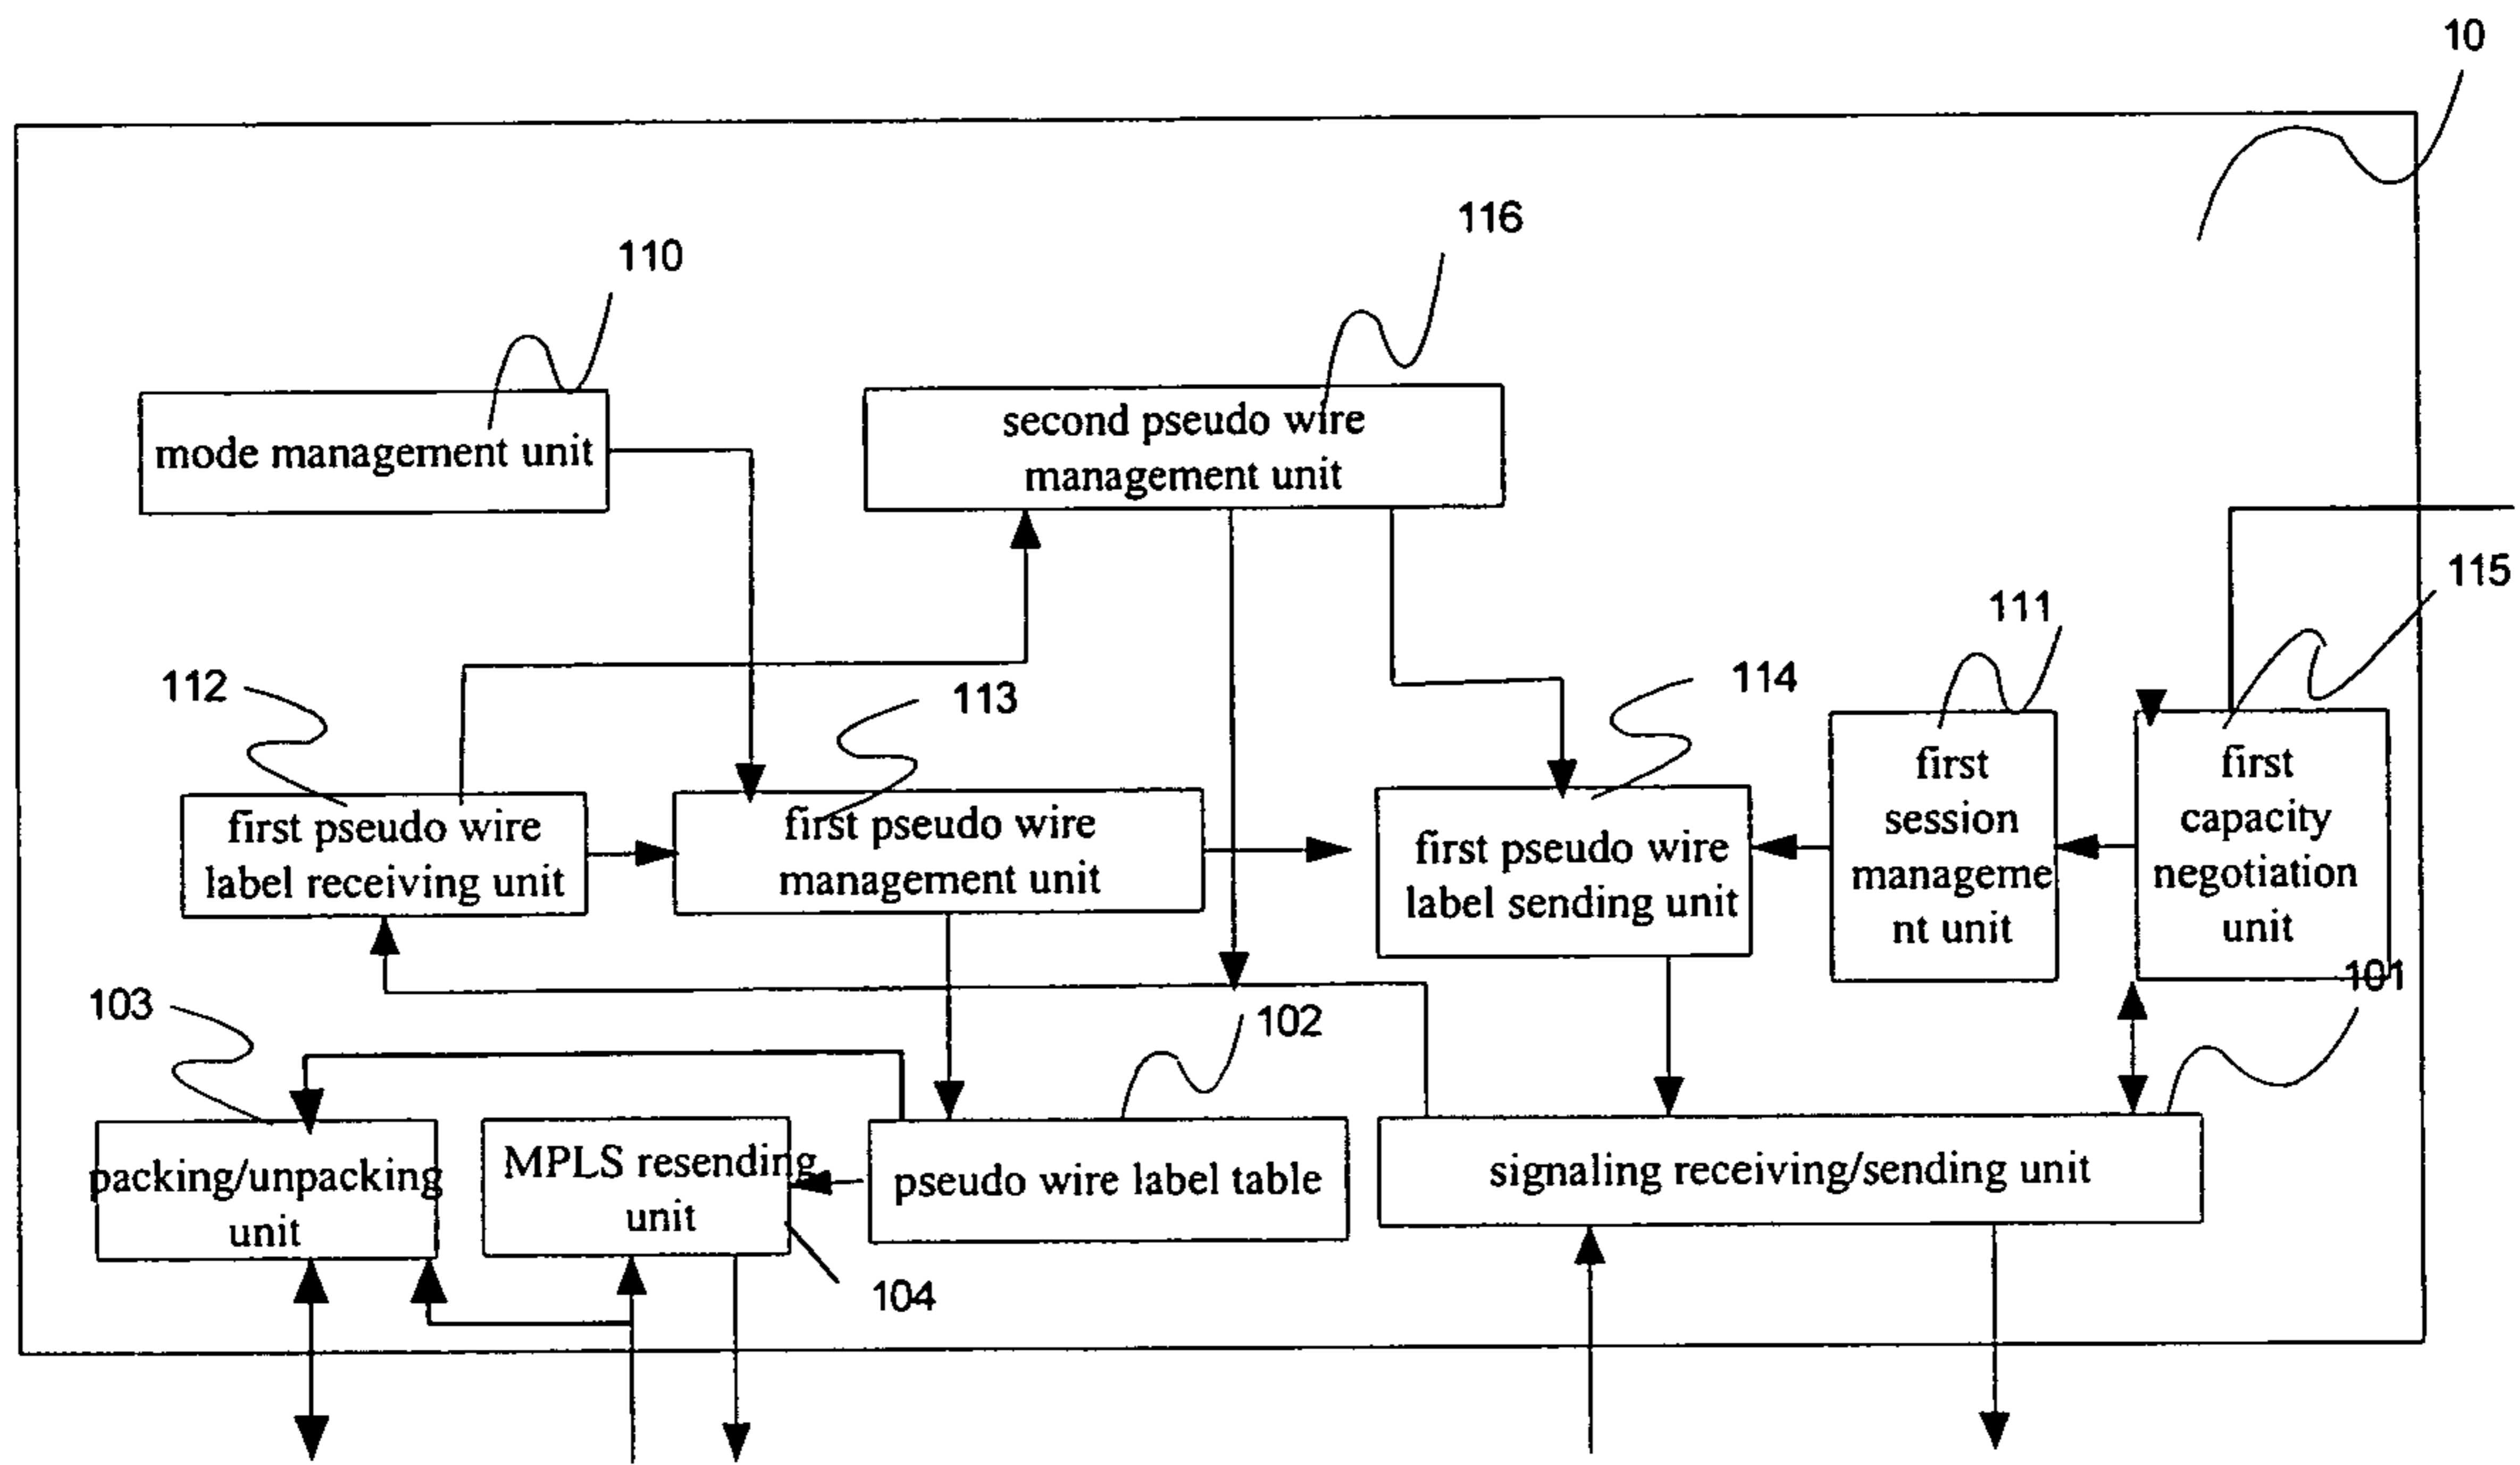 10
116
110
second pseudo wire
management unit
mode management unit
115
111
112
113
114
first pseudo wire
label receiving unit
first pseudo wire
management unit
first pseudo wire
label sending unit
first
session
manageme
nt unit
first
capacity
negotiation
unit
101
103
102
packing/unpacking
unit
MPLS resending
unit
pseudo wire label table
signaling receiving/sending unit
104